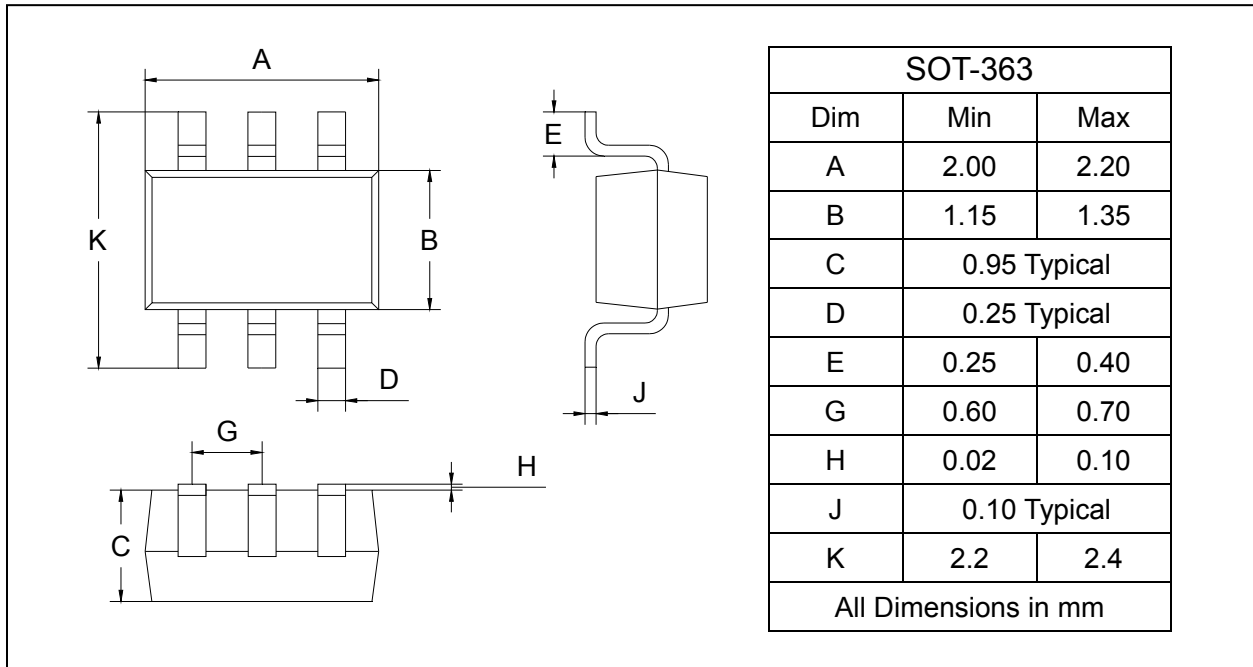 A
K
B
D
E
J
G
H
C
SOT-363
Dim Min Max
A 2.00 2.20
B 1.15 1.35
C 0.95 Typical
D 0.25 Typical
E 0.25 0.40
G 0.60 0.70
H 0.02 0.10
J 0.10 Typical
K 2.2 2.4
All Dimensions in mm